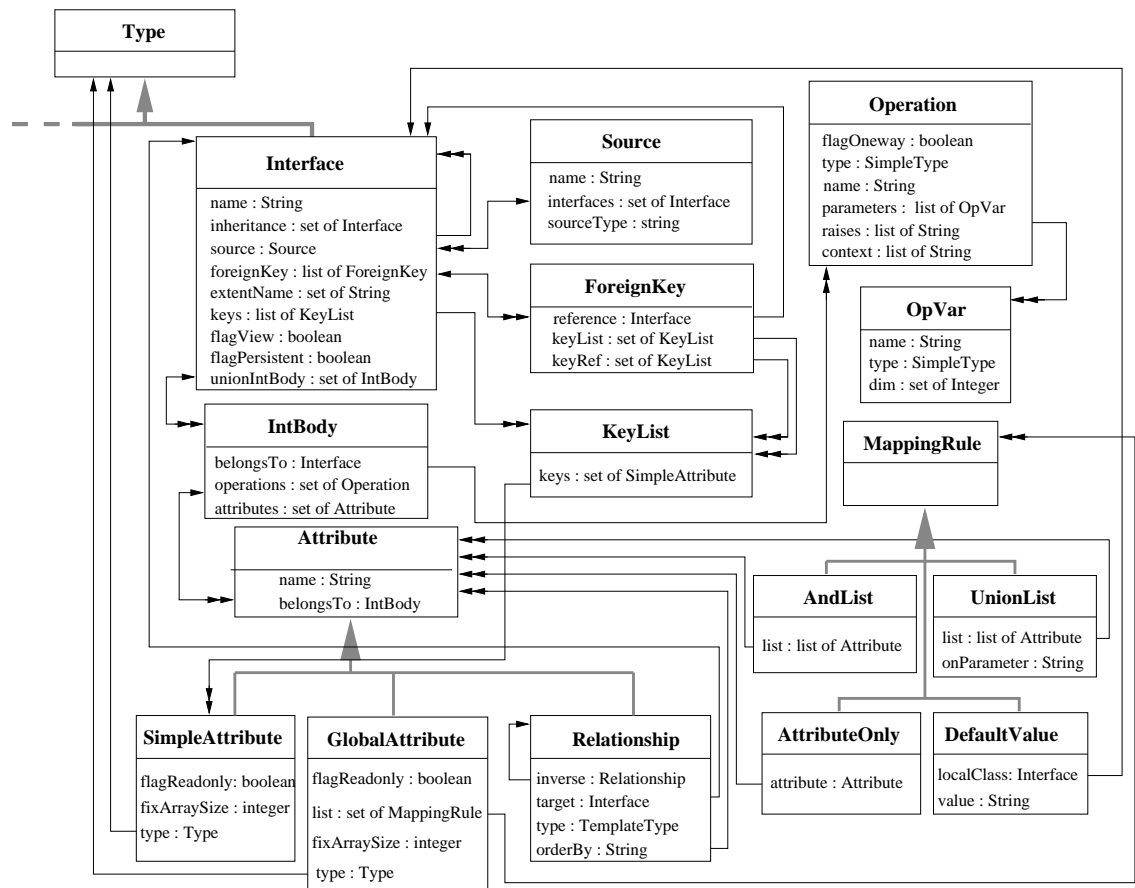 Type
Interface
name : String
inheritance : set of Interface
source : Source
foreignKey : list of ForeignKey
extentName : set of String
keys : list of KeyList
flagView : boolean
flagPersistent : boolean
unionIntBody : set of IntBody
Source
name : String
interfaces : set of Interface
sourceType : string
Operation
flagOneway : boolean
type : SimpleType
name : String
parameters : list of OpVar
raises : list of String
context : list of String
ForeignKey
reference : Interface
keyList : set of KeyList
keyRef : set of KeyList
OpVar
name : String
type : SimpleType
dim : set of Integer
IntBody
belongsTo : Interface
operations : set of Operation
attributes : set of Attribute
KeyList
keys : set of SimpleAttribute
MappingRule
Attribute
name : String
belongsTo : IntBody
AndList
list : list of Attribute
UnionList
list : list of Attribute
onParameter : String
SimpleAttribute
flagReadonly: boolean
fixArraySize : integer
type : Type
GlobalAttribute
flagReadonly : boolean
list : set of MappingRule
fixArraySize : integer
type : Type
Relationship
inverse : Relationship
target : Interface
type : TemplateType
orderBy : String
AttributeOnly
attribute : Attribute
DefaultValue
localClass: Interface
value : String